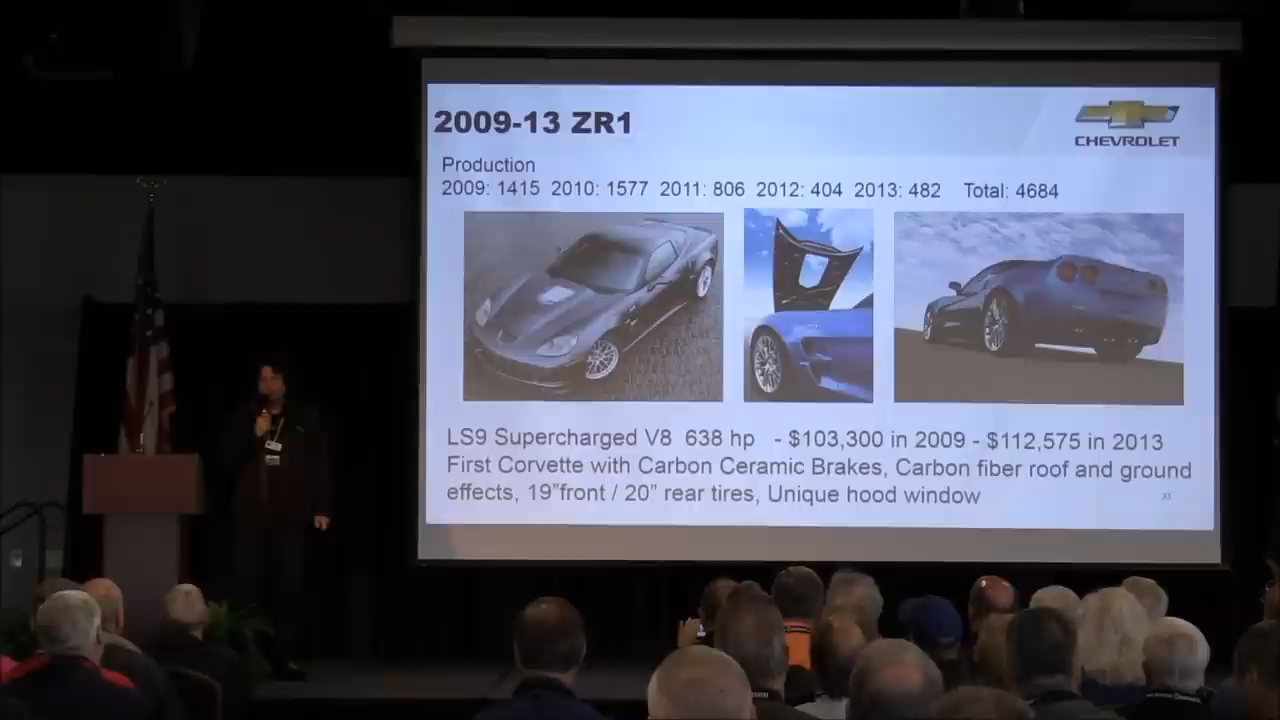 2009-13 ZR1
CHEVROLET
Production
2009: 1415 2010: 1577 2011: 806 2012: 404 2013: 482 Total: 4684
LS9 Supercharged V8 638 hp - $103,300 in 2009 - $112,575 in 2013
First Corvette with Carbon Ceramic Brakes, Carbon fiber roof and ground
effects, 19”front / 20” rear tires, Unique hood window
33